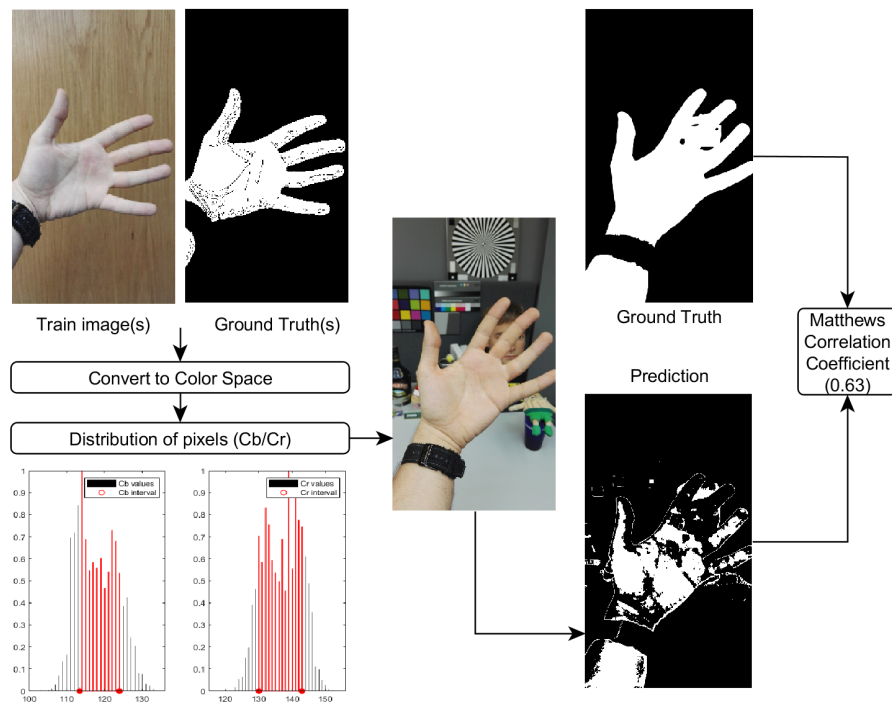 Train image(s)
Ground Truth(s)
Convert to Color Space
Distribution of pixels (Cb/Cr)
Cb values
Cb interval
1
0.9
0.8
0.7
0.6
0.5
0.4
0.3
0.2
0.1
0
100
110
120
130
Cr values
Cr interval
1
0.9
0.8
0.7
0.6
0.5
0.4
0.3
0.2
0.1
0
120
130
140
150
Ground Truth
Prediction
Matthews
Correlation
Coefficient
(0.63)